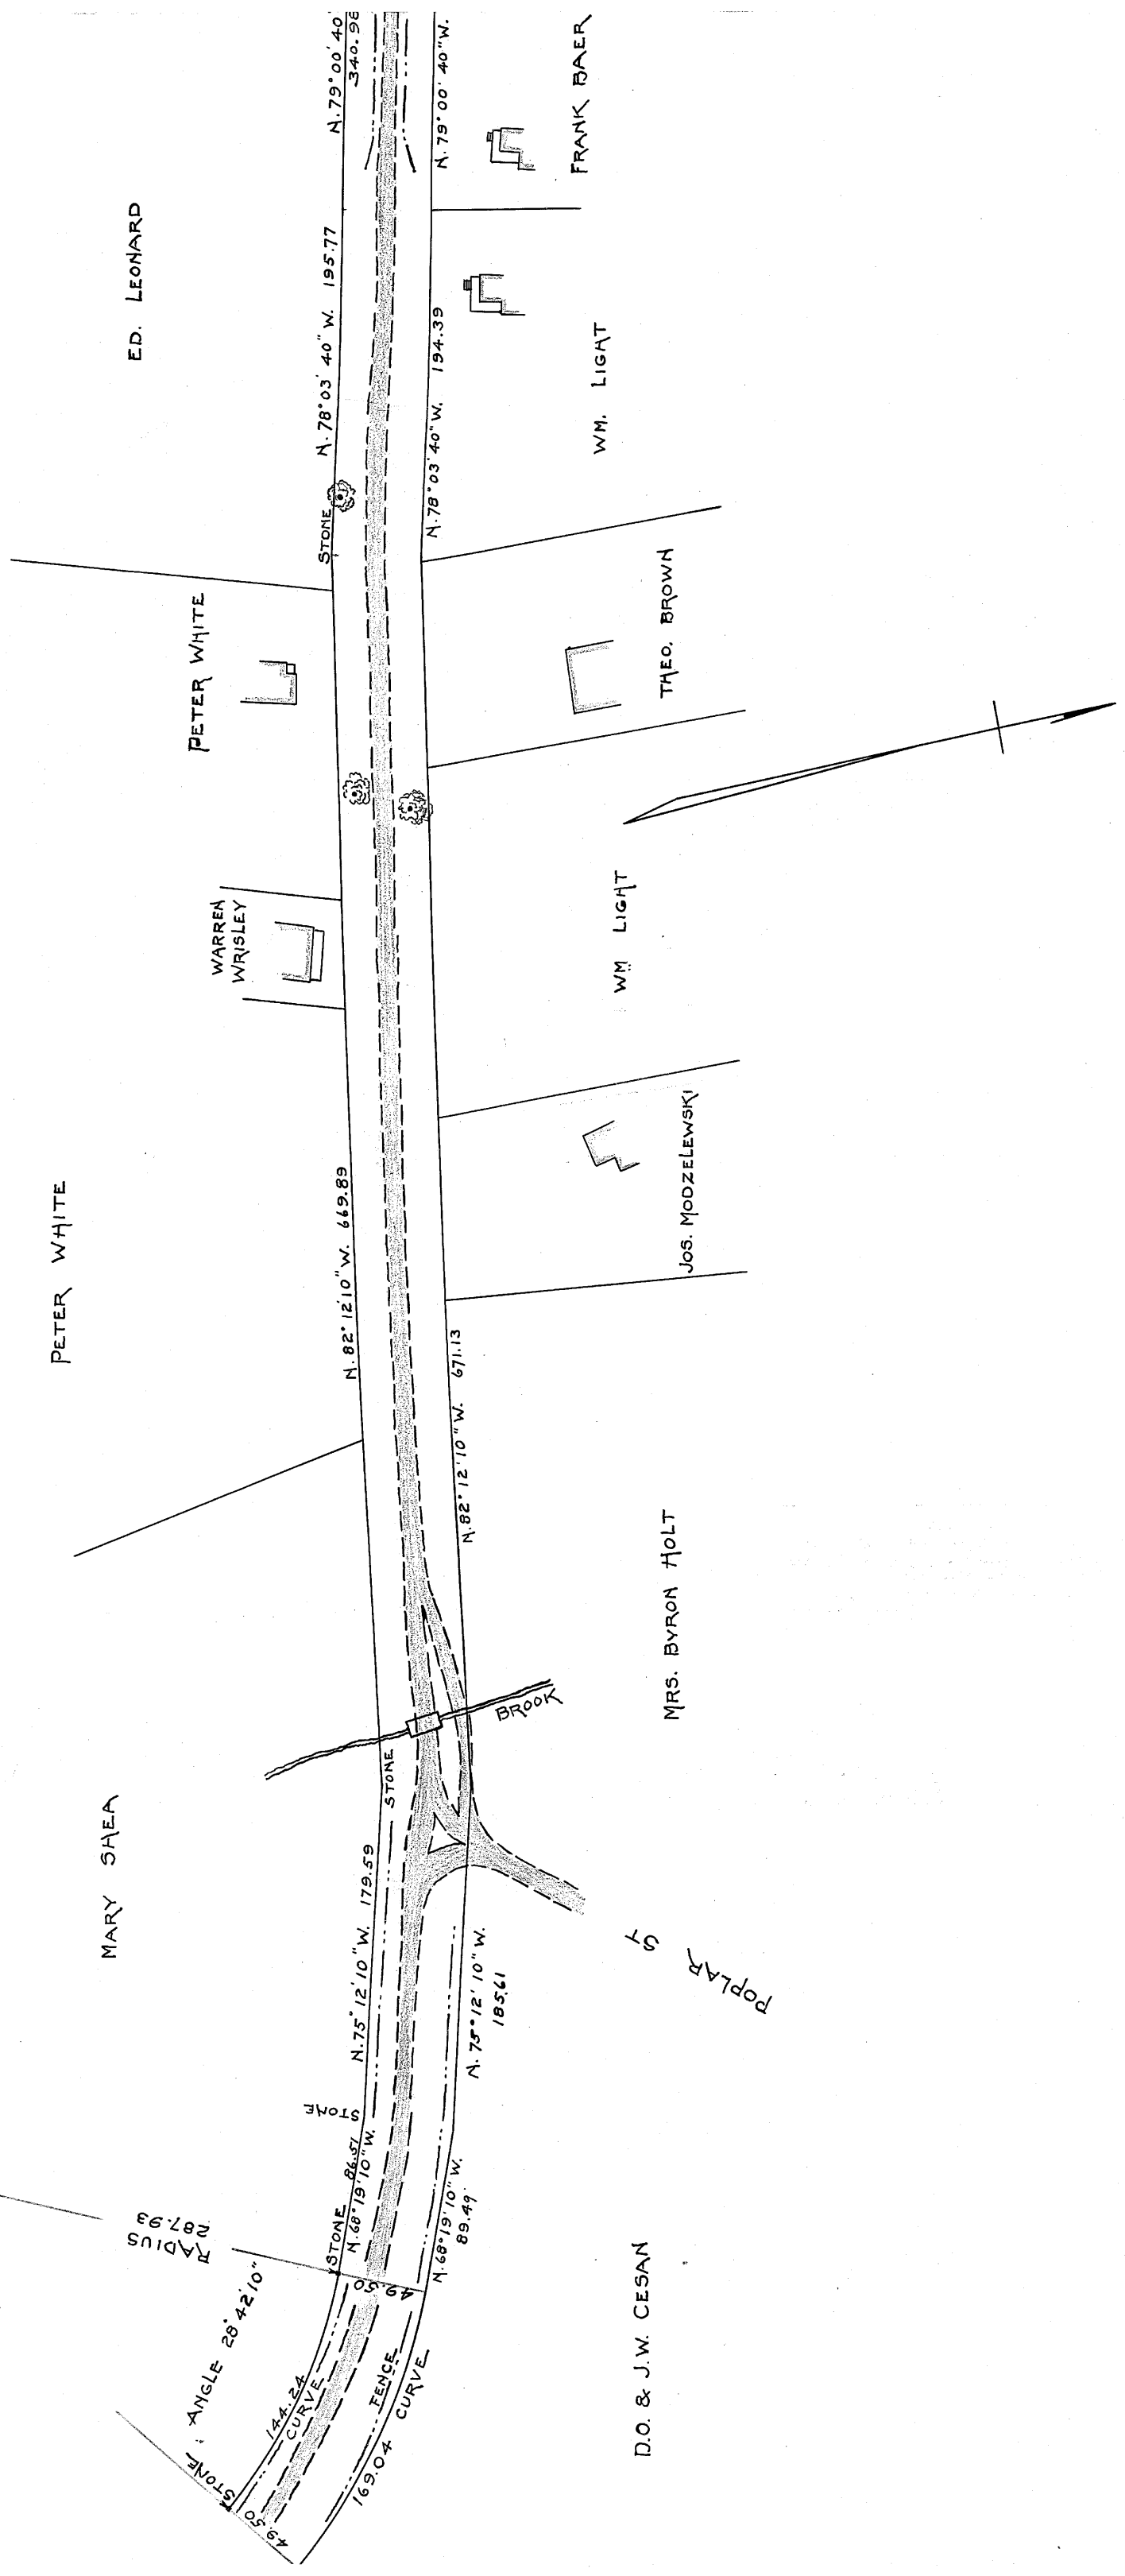 N. 79° 00' 40
340.98
N. 79° 00' 40" W.
FRANK BAER
ED. LEONARD
N. 78° 03' 40" W. 195.77
N. 78° 03' 40" W. 194.39
WM. LIGHT
STONE
PETER WHITE
THEO. BROWN
WARREN
WRISLEY
WM LIGHT
PETER WHITE
N. 82° 12' 10" W. 669.89
JOS. MODZELEWSKI
N. 82° 12' 10" W. 671.13
MRS. BYRON HOLT
BROOK
STONE
MARY SHEA
N. 75° 12' 10" W. 179.59
N. 75° 12' 10" W.
185.61
POPLAR ST
STONE
N. 68° 19' 10" W.
86.51
STONE
N. 68° 19' 10" W.
89.49'
RADIUS
287.93
49.50
ANGLE 28° 42' 10"
144.24
CURVE
FENCE
169.04 CURVE
STONE
49.50
D.O. & J.W. CESAN